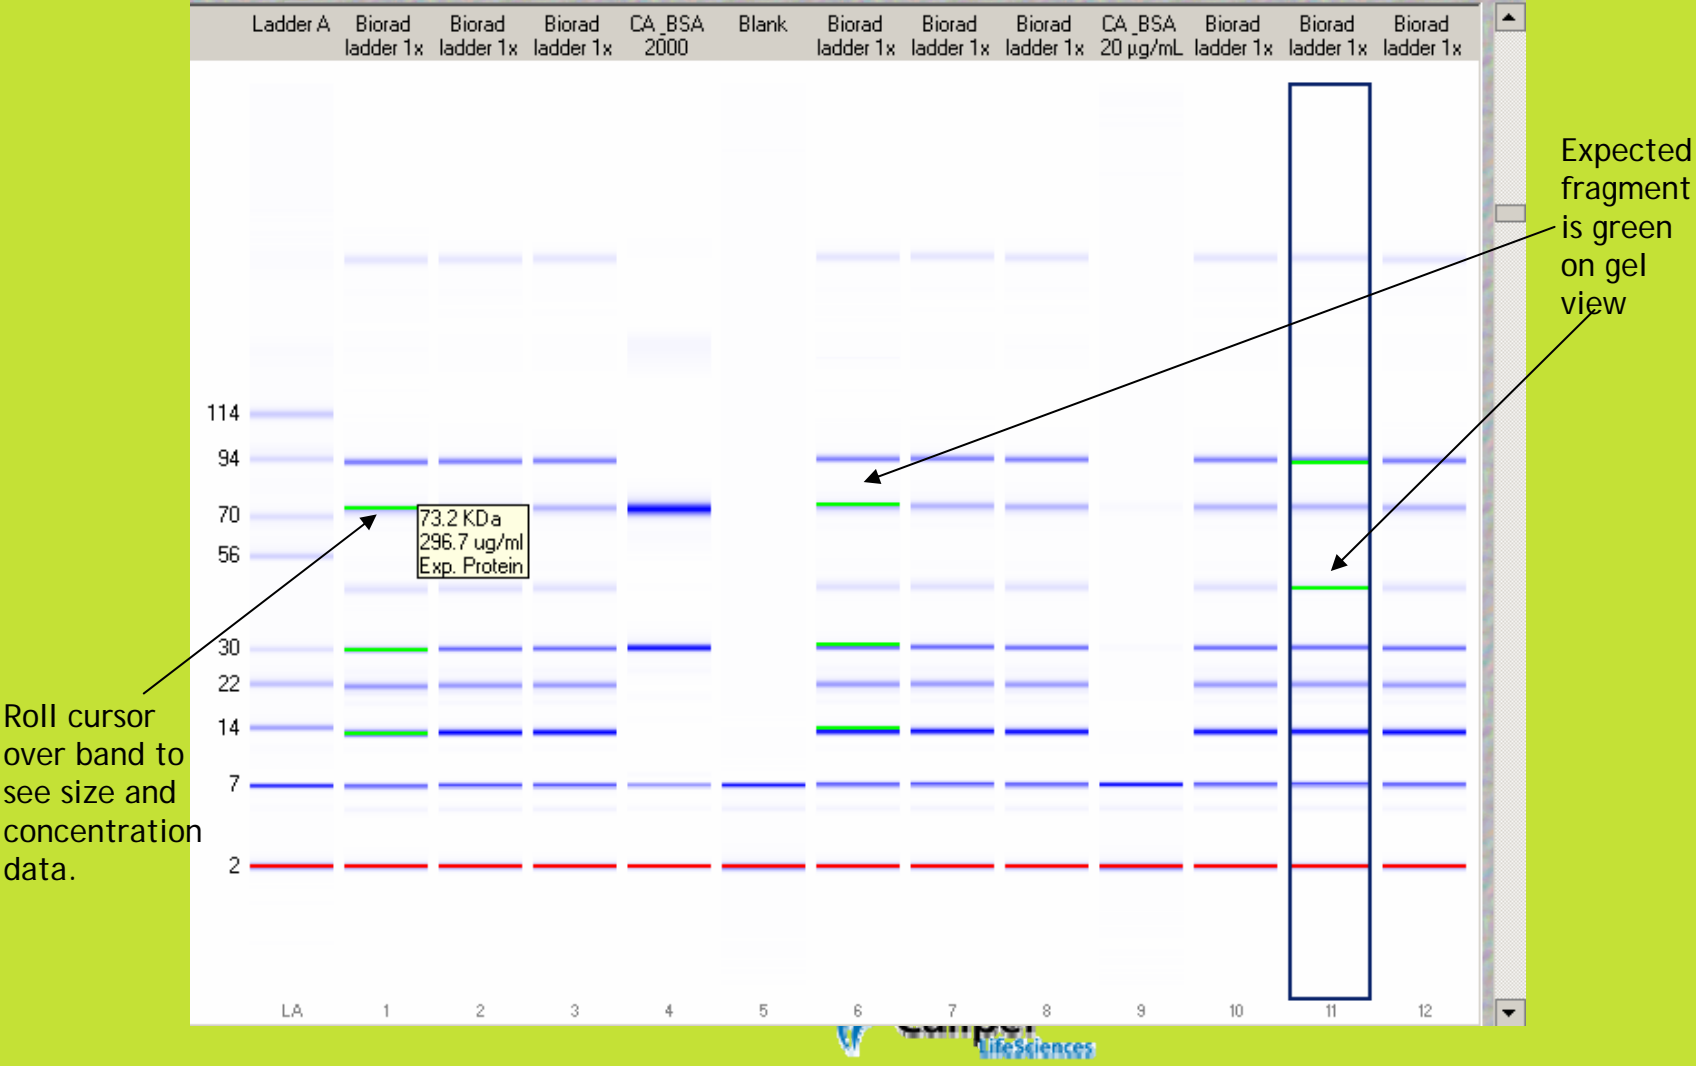 Ladder A
Biorad
ladder 1x
Biorad
ladder 1x
Biorad
ladder 1x
CA_BSA
2000
Blank
Biorad
ladder 1x
Biorad
ladder 1x
Biorad
ladder 1x
CA_BSA
20 µg/mL
Biorad
ladder 1x
Biorad
ladder 1x
Biorad
ladder 1x
Expected
fragment
is green
on gel
view
114
94
70
56
30
22
14
7
2
73.2 KDa
296.7 ug/ml
Exp. Protein
Roll cursor
over band to
see size and
concentration
data.
LA 1 2 3 4 5 6 7 8 9 10 11 12
Caliper
LifeSciences